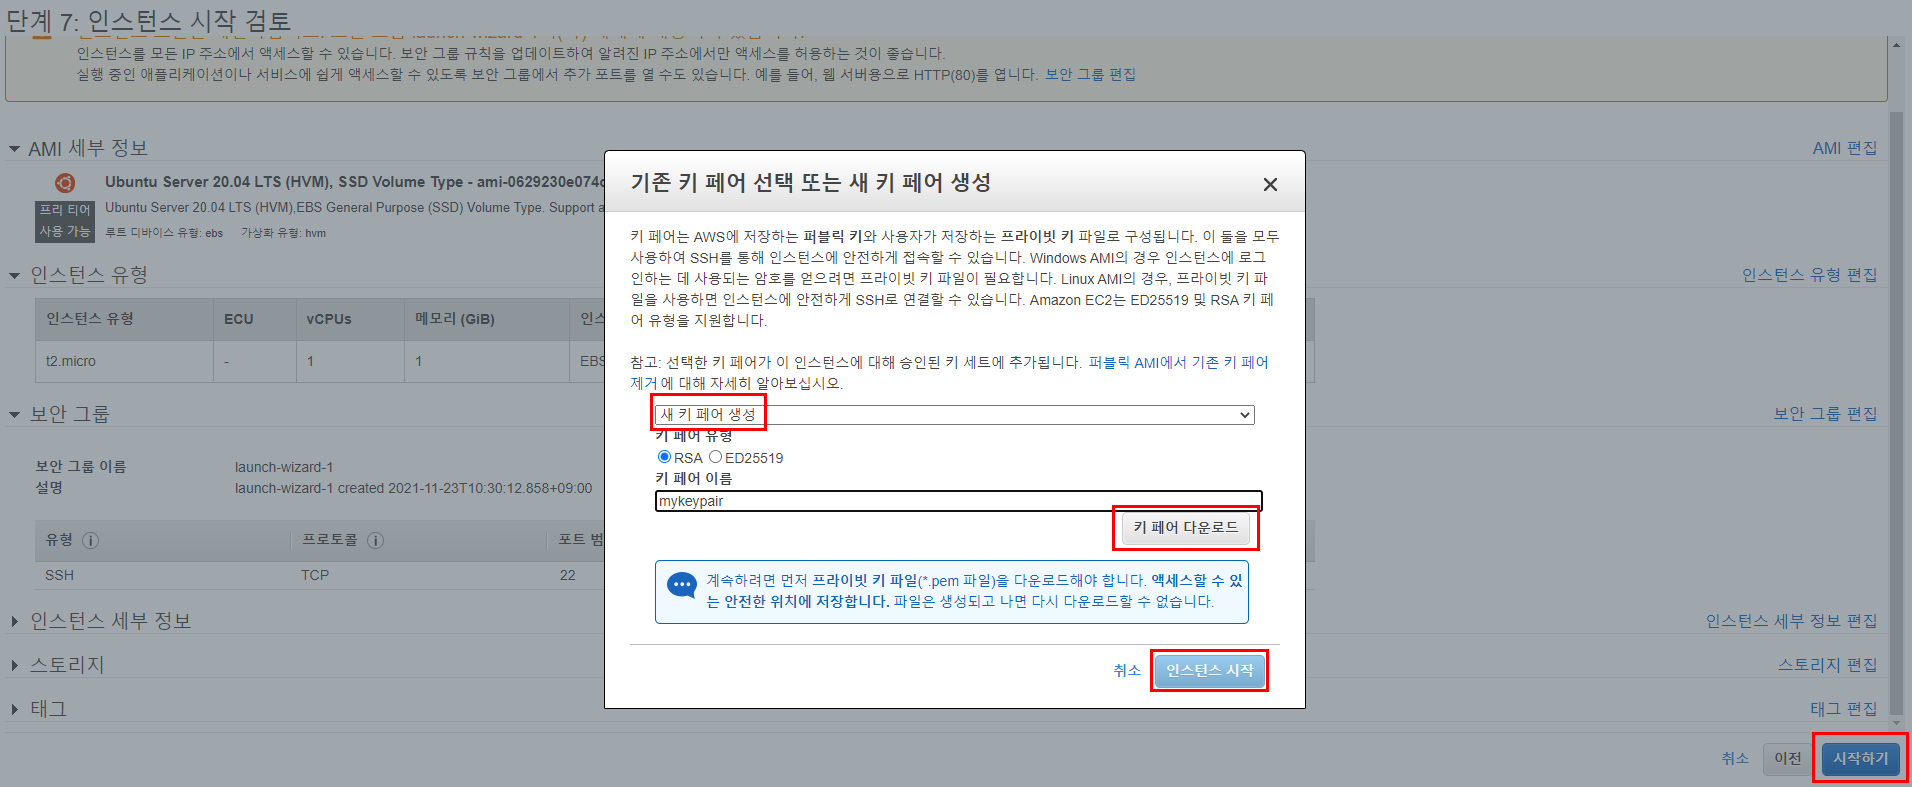 단계 7: 인스턴스 시작 검토
인스턴스를 모든 IP 주소에서 액세스할 수 있습니다. 보안 그룹 규칙을 업데이트하여 알려진 IP 주소에서만 액세스를 허용하는 것이 좋습니다.
실행 중인 애플리케이션이나 서비스에 쉽게 액세스할 수 있도록 보안 그룹에서 추가 포트를 열 수도 있습니다. 예를 들어, 웹 서버용으로 HTTP(80)를 엽니다. 보안 그룹 편집
AMI 세부 정보
AMI 편집
Ubuntu Server 20.04 LTS (HVM), SSD Volume Type - ami-0629230e074c
프리 티어
사용 가능
Ubuntu Server 20.04 LTS (HVM),EBS General Purpose (SSD) Volume Type. Support a
루트 디바이스 유형: ebs 가상화 유형: hvm
인스턴스 유형
인스턴스 유형 편집
인스턴스 유형 ECU vCPUs 메모리 (GiB) 인스
t2.micro - 1 1 EBS
보안 그룹
보안 그룹 편집
보안 그룹 이름 launch-wizard-1
설명 launch-wizard-1 created 2021-11-23T10:30:12.858+09:00
유형 프로토콜 포트 범
SSH TCP 22
인스턴스 세부 정보
인스턴스 세부 정보 편집
스토리지
스토리지 편집
태그
태그 편집
취소 이전 시작하기
기존 키 페어 선택 또는 새 키 페어 생성
키 페어는 AWS에 저장하는 퍼블릭 키와 사용자가 저장하는 프라이빗 키 파일로 구성됩니다. 이 둘을 모두
사용하여 SSH를 통해 인스턴스에 안전하게 접속할 수 있습니다. Windows AMI의 경우 인스턴스에 로그
인하는 데 사용되는 암호를 얻으려면 프라이빗 키 파일이 필요합니다. Linux AMI의 경우, 프라이빗 키 파
일을 사용하면 인스턴스에 안전하게 SSH로 연결할 수 있습니다. Amazon EC2는 ED25519 및 RSA 키 페
어 유형을 지원합니다.
참고: 선택한 키 페어가 이 인스턴스에 대해 승인된 키 세트에 추가됩니다. 퍼블릭 AMI에서 기존 키 페어
제거 에 대해 자세히 알아보십시오.
새 키 페어 생성
키 페어 유형
RSA ED25519
키 페어 이름
mykeypair
키 페어 다운로드
계속하려면 먼저 프라이빗 키 파일(*.pem 파일)을 다운로드해야 합니다. 액세스할 수 있
는 안전한 위치에 저장합니다. 파일은 생성되고 나면 다시 다운로드할 수 없습니다.
취소 인스턴스 시작